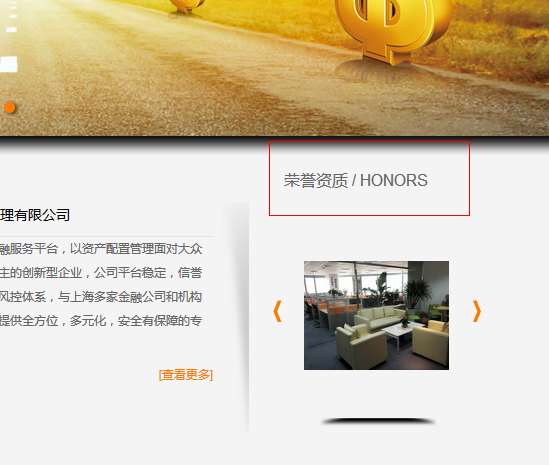 荣誉资质 / HONORS
理有限公司
融服务平台，以资产配置管理面对大众
主的创新型企业，公司平台稳定，信誉
风控体系，与上海多家金融公司和机构
提供全方位，多元化，安全有保障的专
[查看更多]